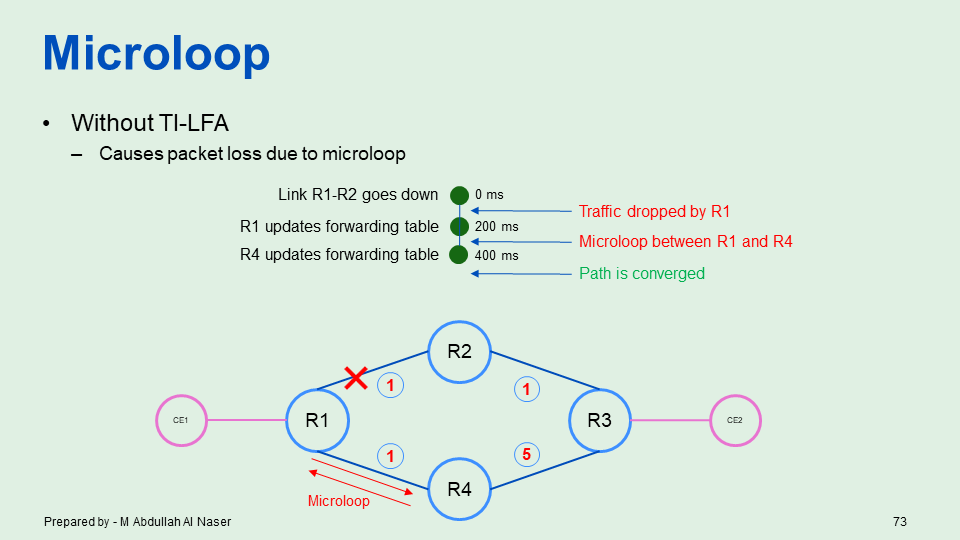 Microloop
• Without TI-LFA
– Causes packet loss due to microloop
Link R1-R2 goes down 0 ms
Traffic dropped by R1
R1 updates forwarding table 200 ms
Microloop between R1 and R4
R4 updates forwarding table 400 ms
Path is converged
R2
1 1
CE1 R1 R3 CE2
1 5
R4
Microloop
Prepared by - M Abdullah Al Naser 73